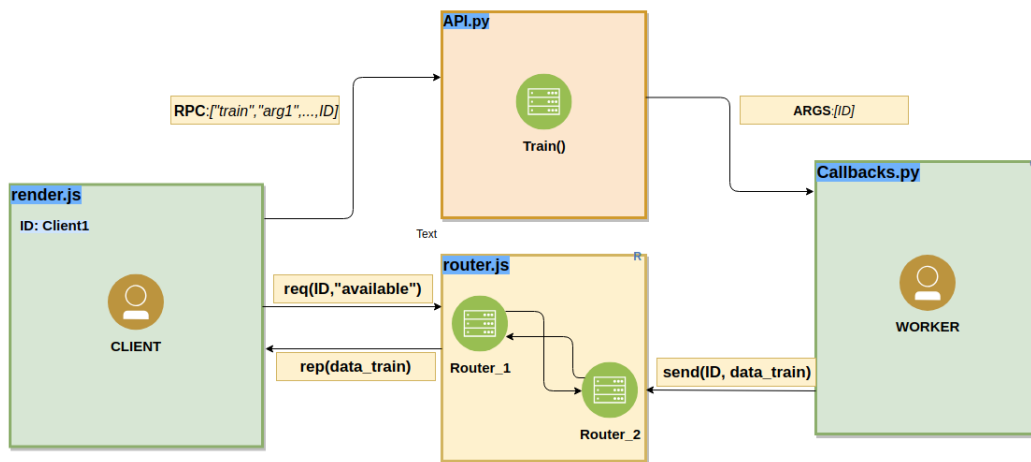 API.py
RPC:["train","arg1",...,ID]
ARGS:[ID]
Train()
render.js
ID: Client1
Callbacks.py
Text
router.js
R
req(ID,"available")
CLIENT
WORKER
rep(data_train)
Router_1
send(ID, data_train)
Router_2